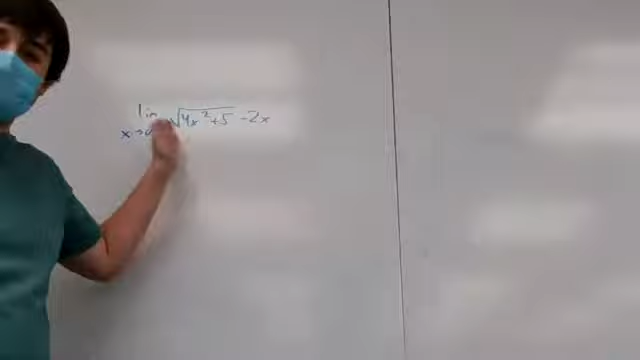 lim √4x²+5 - 2x
x→